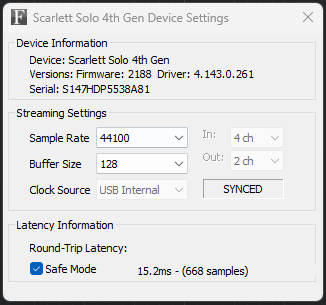 F Scarlett Solo 4th Gen Device Settings
Device Information
Device: Scarlett Solo 4th Gen
Versions: Firmware: 2188 Driver: 4.143.0.261
Serial: S147HDP5538A81
Streaming Settings
Sample Rate 44100 In: 4 ch
Buffer Size 128 Out: 2 ch
Clock Source USB Internal SYNCED
Latency Information
Round-Trip Latency:
Safe Mode 15.2ms - (668 samples)